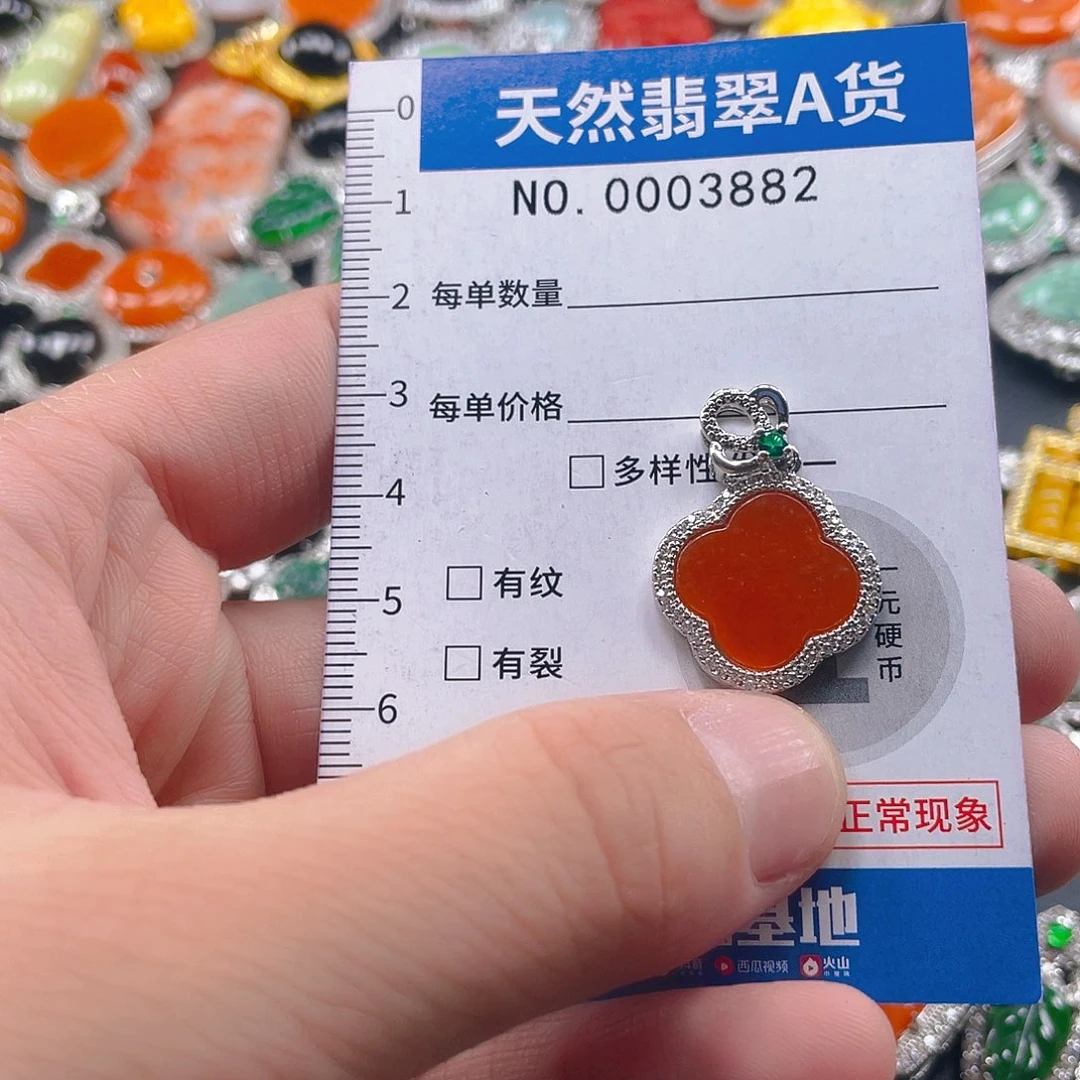 天然翡翠A货
NO. 0003882
0
1
2
3
4
5
6
每单数量
每单价格
多样性
有纹
有裂
元
硬
币
正常现象
基地
西瓜视频
火山